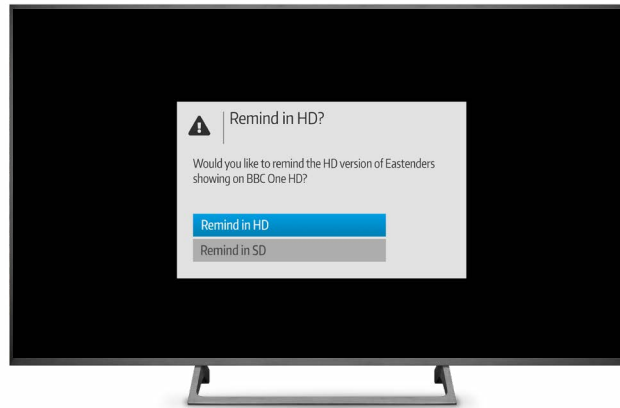 Remind in HD?
Would you like to remind the HD version of Eastenders
showing on BBC One HD?
Remind in HD
Remind in SD